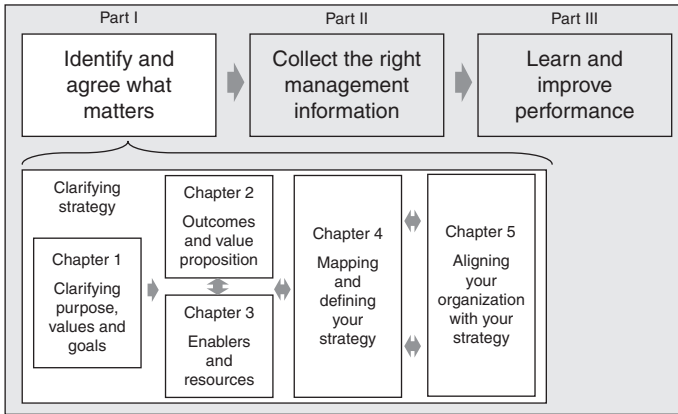 Part I
Identify and
agree what
matters
Part II
Collect the right
management
information
Part III
Learn and
improve
performance
Clarifying
strategy
Chapter 1
Clarifying
purpose,
values and
goals
Chapter 2
Outcomes
and value
proposition
Chapter 3
Enablers
and
resources
Chapter 4
Mapping
and
defining
your
strategy
Chapter 5
Aligning
your
organization
with your
strategy